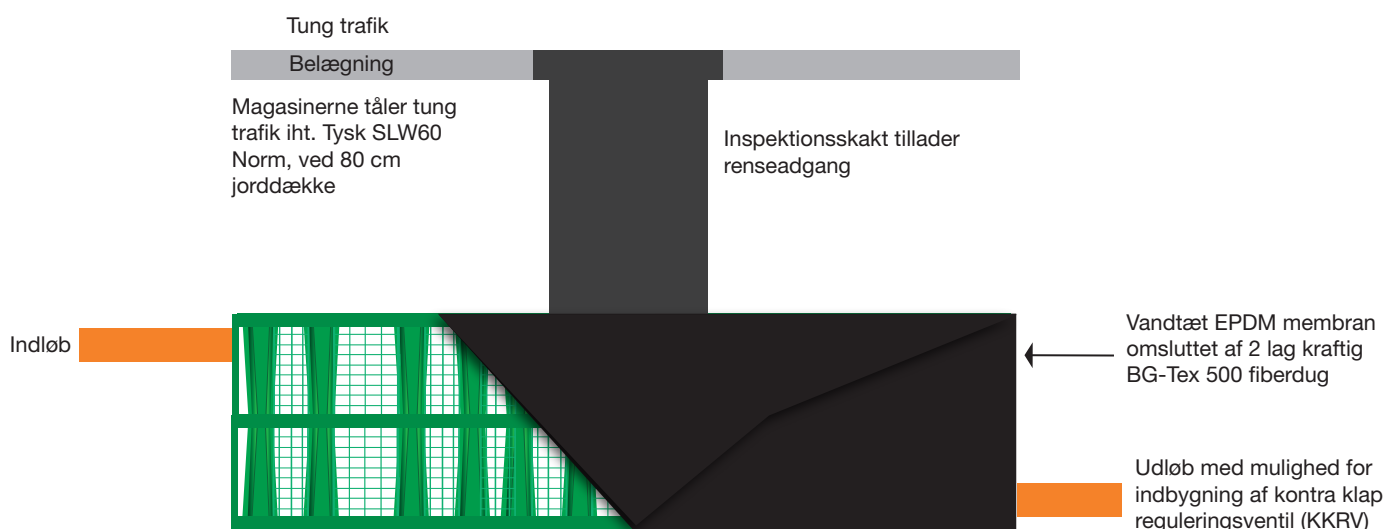 Tung trafik
Belægning
Magasinerne tåler tung
trafik iht. Tysk SLW60
Norm, ved 80 cm
jorddække
Inspektionsskakt tillader
renseadgang
Indløb
Vandtæt EPDM membran
omsluttet af 2 lag kraftig
BG-Tex 500 fiberdug
Udløb med mulighed for
indbygning af kontra klap
reguleringsventil (KKRV)